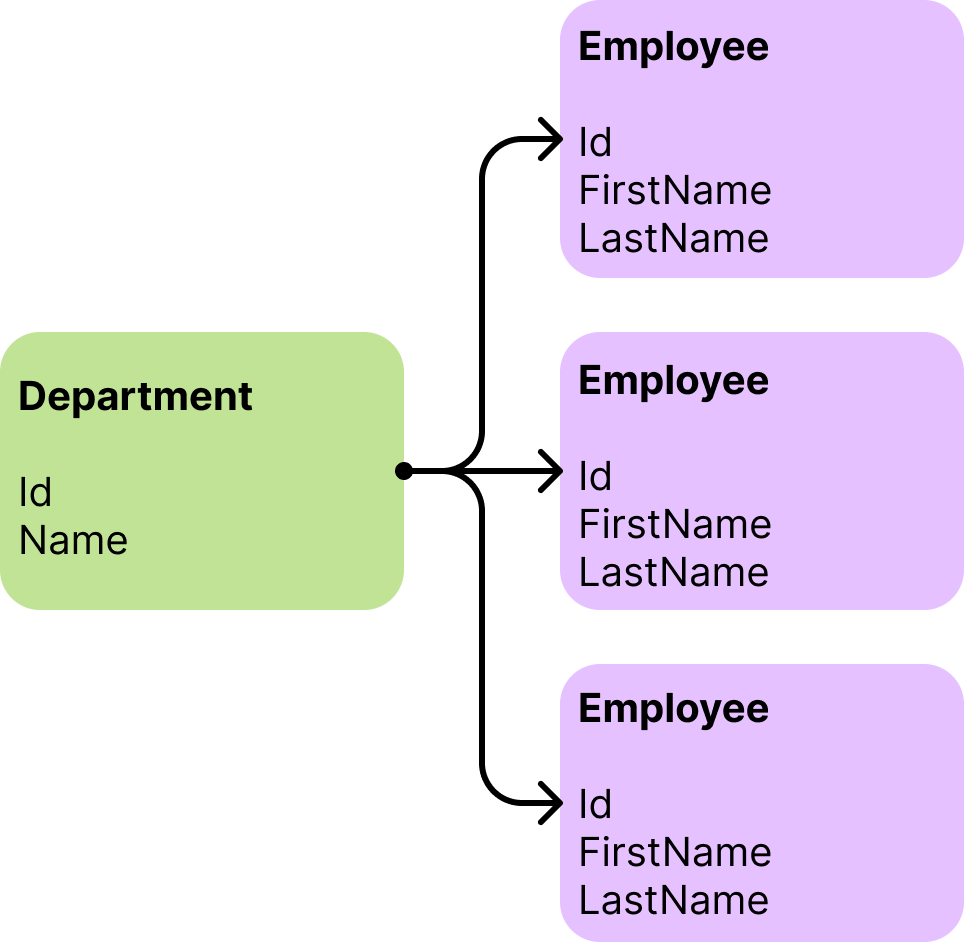 Employee
Id
FirstName
LastName
Department
Id
Name
Employee
Id
FirstName
LastName
Employee
Id
FirstName
LastName